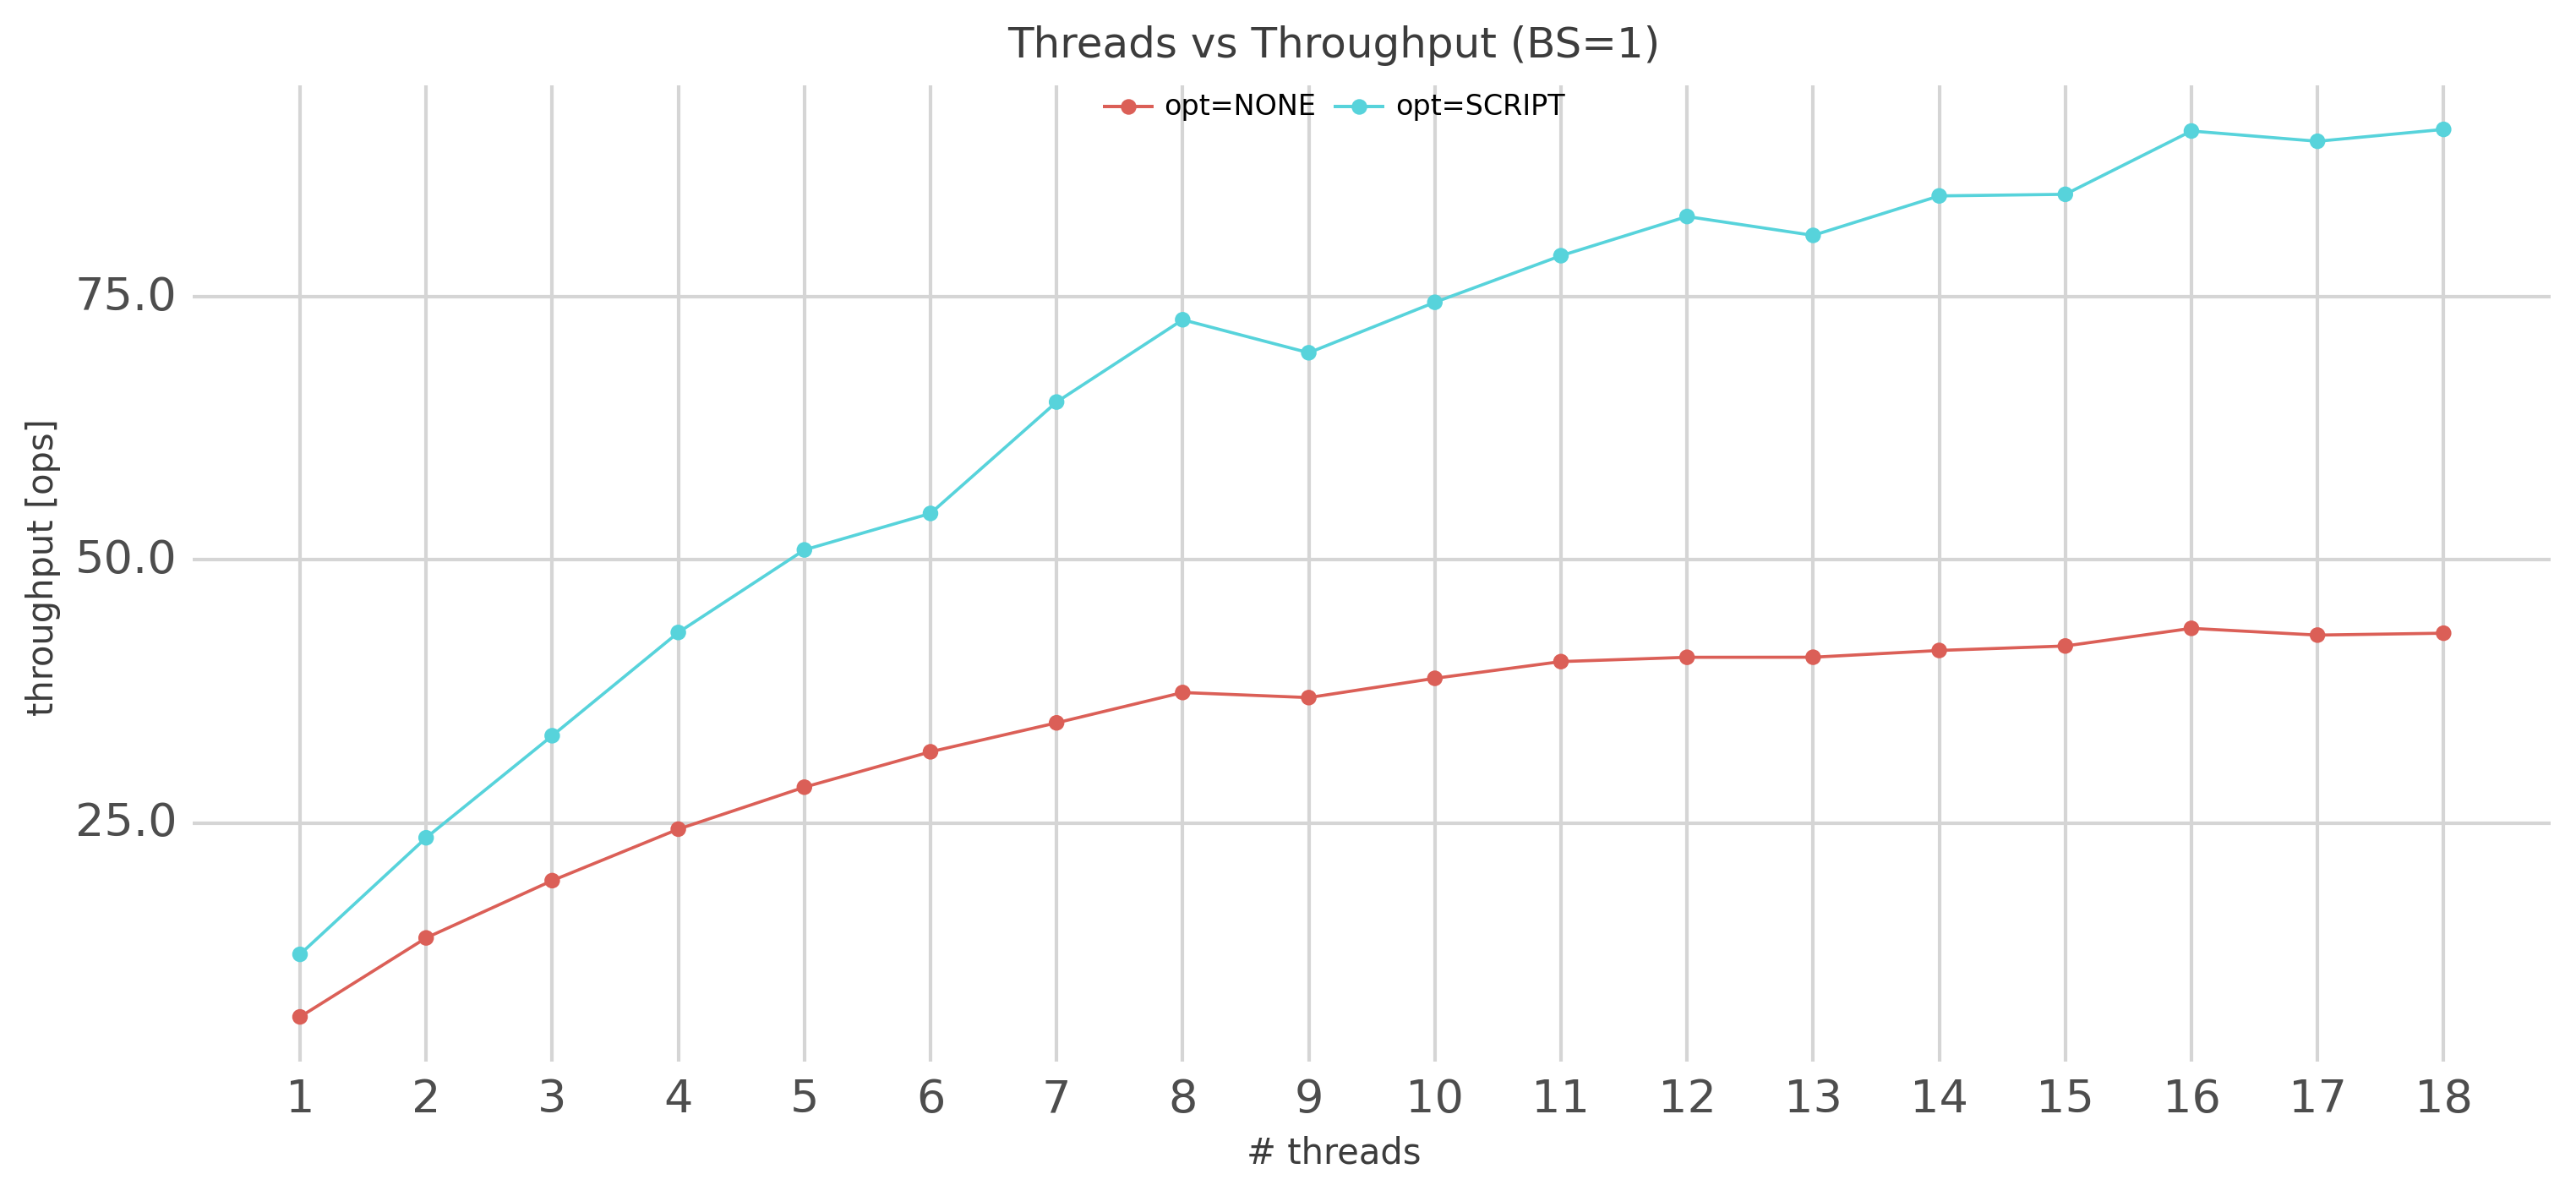 Threads vs Throughput (BS=1)
opt=NONE opt=SCRIPT
throughput [ops]
75.0
50.0
25.0
1 2 3 4 5 6 7 8 9 10 11 12 13 14 15 16 17 18
# threads